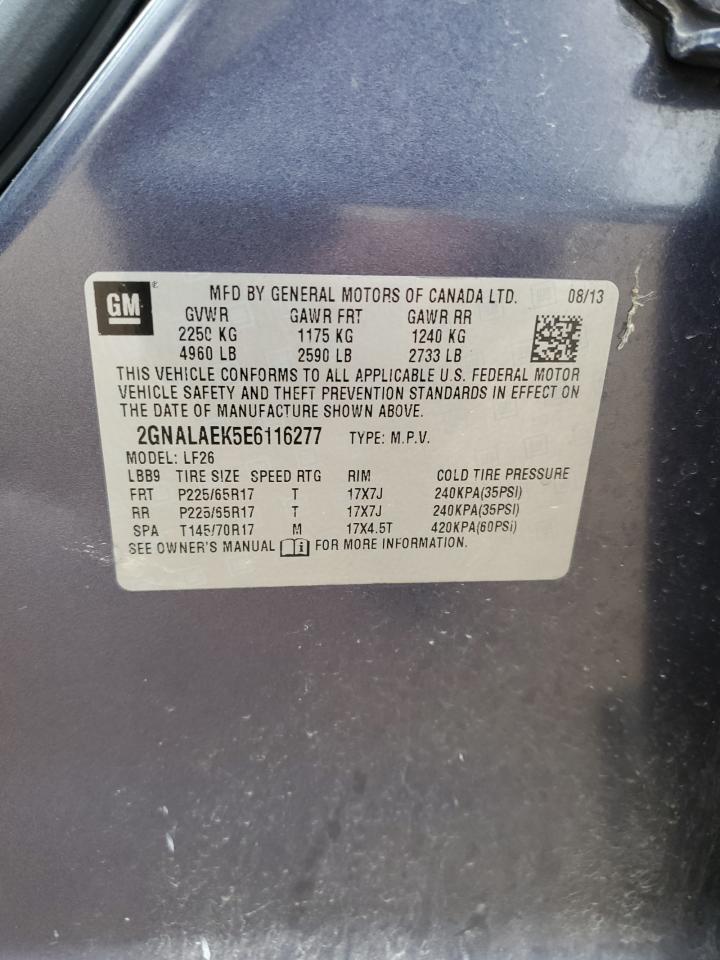 GM ®
MFD BY GENERAL MOTORS OF CANADA LTD. 08/13
GVWR GAWR FRT GAWR RR
2250 KG 1175 KG 1240 KG
4960 LB 2590 LB 2733 LB
THIS VEHICLE CONFORMS TO ALL APPLICABLE U.S. FEDERAL MOTOR
VEHICLE SAFETY AND THEFT PREVENTION STANDARDS IN EFFECT ON
THE DATE OF MANUFACTURE SHOWN ABOVE.
2GNALAEK5E6116277 TYPE: M.P.V.
MODEL: LF26
LBB9 TIRE SIZE SPEED RTG RIM COLD TIRE PRESSURE
FRT P225/65R17 T 17X7J 240KPA(35PSI)
RR P225/65R17 T 17X7J 240KPA(35PSI)
SPA T145/70R17 M 17X4.5T 420KPA(60PSI)
SEE OWNER'S MANUAL FOR MORE INFORMATION.